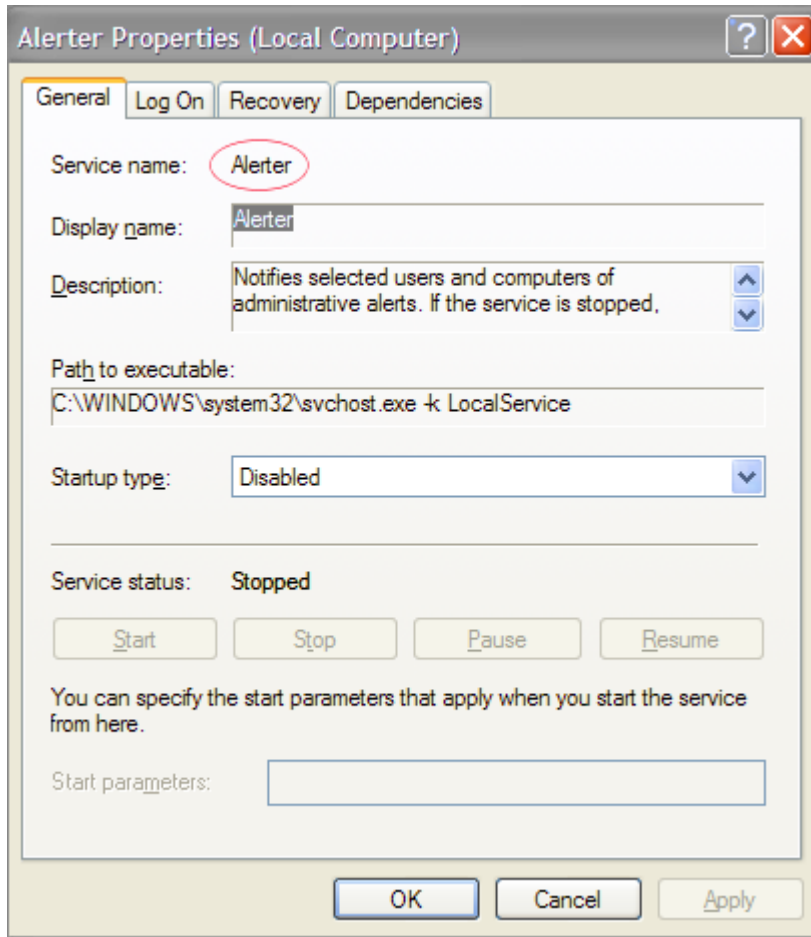 Alerter Properties (Local Computer)
General Log On Recovery Dependencies
Service name: Alerter
Display name: Alerter
Description: Notifies selected users and computers of
administrative alerts. If the service is stopped,
Path to executable:
C:\WINDOWS\system32\svchost.exe -k LocalService
Startup type: Disabled
Service status: Stopped
Start Stop Pause Resume
You can specify the start parameters that apply when you start the service
from here.
Start parameters:
OK Cancel Apply